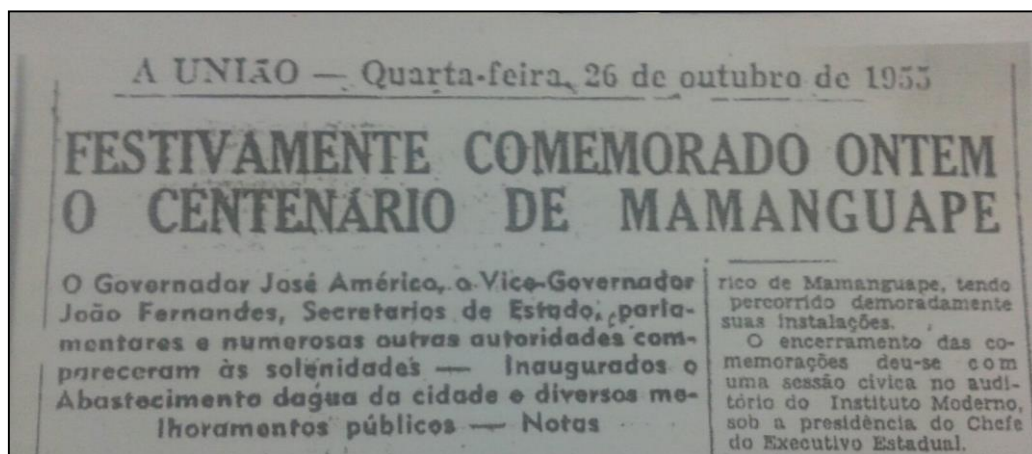 A UNIÃO — Quarta-feira, 26 de outubro de 1955
FESTIVAMENTE COMEMORADO ONTEM
O CENTENÁRIO DE MAMANGUAPE
O Governador José Américo, o Vice-Governador
João Fernandes, Secretarios de Estado, parla-
mentares e numerosas outras autoridades com-
pareceram às solenidades — Inaugurados o
Abastecimento dagua da cidade e diversos me-
lhoramentos públicos — Notas
rico de Mamanguape, tendo
percorrido demoradamente
suas instalações.
O encerramento das co-
memorações deu-se com
uma sessão cívica no audi-
tório do Instituto Moderno,
sob a presidência do Chefe
do Executivo Estadual.